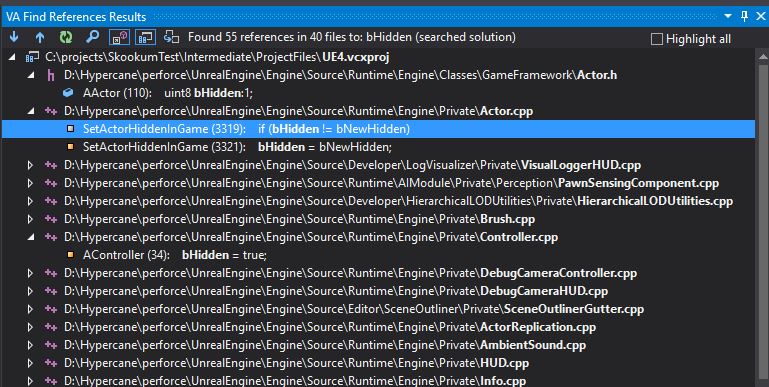 VA Find References Results
Found 55 references in 40 files to: bHidden (searched solution)
Highlight all
C:\projects\SkookumTest\Intermediate\ProjectFiles\UE4.vcxproj
D:\Hypercane\perforce\UnrealEngine\Engine\Source\Runtime\Engine\Classes\GameFramework\Actor.h
AActor (110): uint8 bHidden:1;
D:\Hypercane\perforce\UnrealEngine\Engine\Source\Runtime\Engine\Private\Actor.cpp
SetActorHiddenInGame (3319): if (bHidden != bNewHidden)
SetActorHiddenInGame (3321): bHidden = bNewHidden;
D:\Hypercane\perforce\UnrealEngine\Engine\Source\Developer\LogVisualizer\Private\VisualLoggerHUD.cpp
D:\Hypercane\perforce\UnrealEngine\Engine\Source\Runtime\AIModule\Private\Perception\PawnSensingComponent.cpp
D:\Hypercane\perforce\UnrealEngine\Engine\Source\Developer\HierarchicalLODUtilities\Private\HierarchicalLODUtilities.cpp
D:\Hypercane\perforce\UnrealEngine\Engine\Source\Runtime\Engine\Private\Brush.cpp
D:\Hypercane\perforce\UnrealEngine\Engine\Source\Runtime\Engine\Private\Controller.cpp
AController (34): bHidden = true;
D:\Hypercane\perforce\UnrealEngine\Engine\Source\Runtime\Engine\Private\DebugCameraController.cpp
D:\Hypercane\perforce\UnrealEngine\Engine\Source\Runtime\Engine\Private\DebugCameraHUD.cpp
D:\Hypercane\perforce\UnrealEngine\Engine\Source\Editor\SceneOutliner\Private\SceneOutlinerGutter.cpp
D:\Hypercane\perforce\UnrealEngine\Engine\Source\Runtime\Engine\Private\ActorReplication.cpp
D:\Hypercane\perforce\UnrealEngine\Engine\Source\Runtime\Engine\Private\AmbientSound.cpp
D:\Hypercane\perforce\UnrealEngine\Engine\Source\Runtime\Engine\Private\HUD.cpp
D:\Hypercane\perforce\UnrealEngine\Engine\Source\Runtime\Engine\Private\Info.cpp